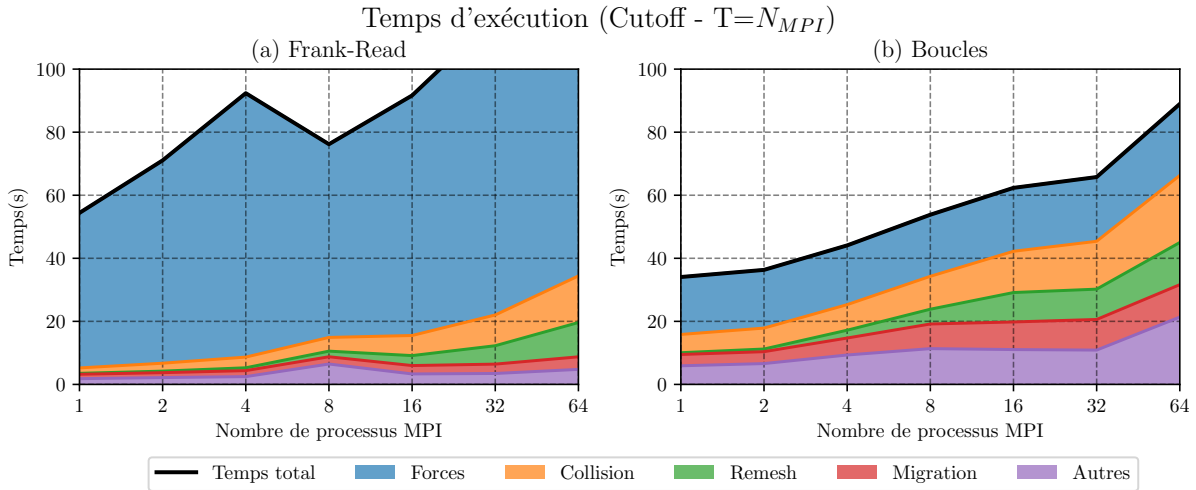 Temps d'exécution (Cutoff - T=N_{MPI})
(a) Frank-Read
(b) Boucles
Temps(s)
100
80
60
40
20
0
1 2 4 8 16 32 64
Nombre de processus MPI
Temps(s)
100
80
60
40
20
0
1 2 4 8 16 32 64
Nombre de processus MPI
Temps total Forces Collision Remesh Migration Autres